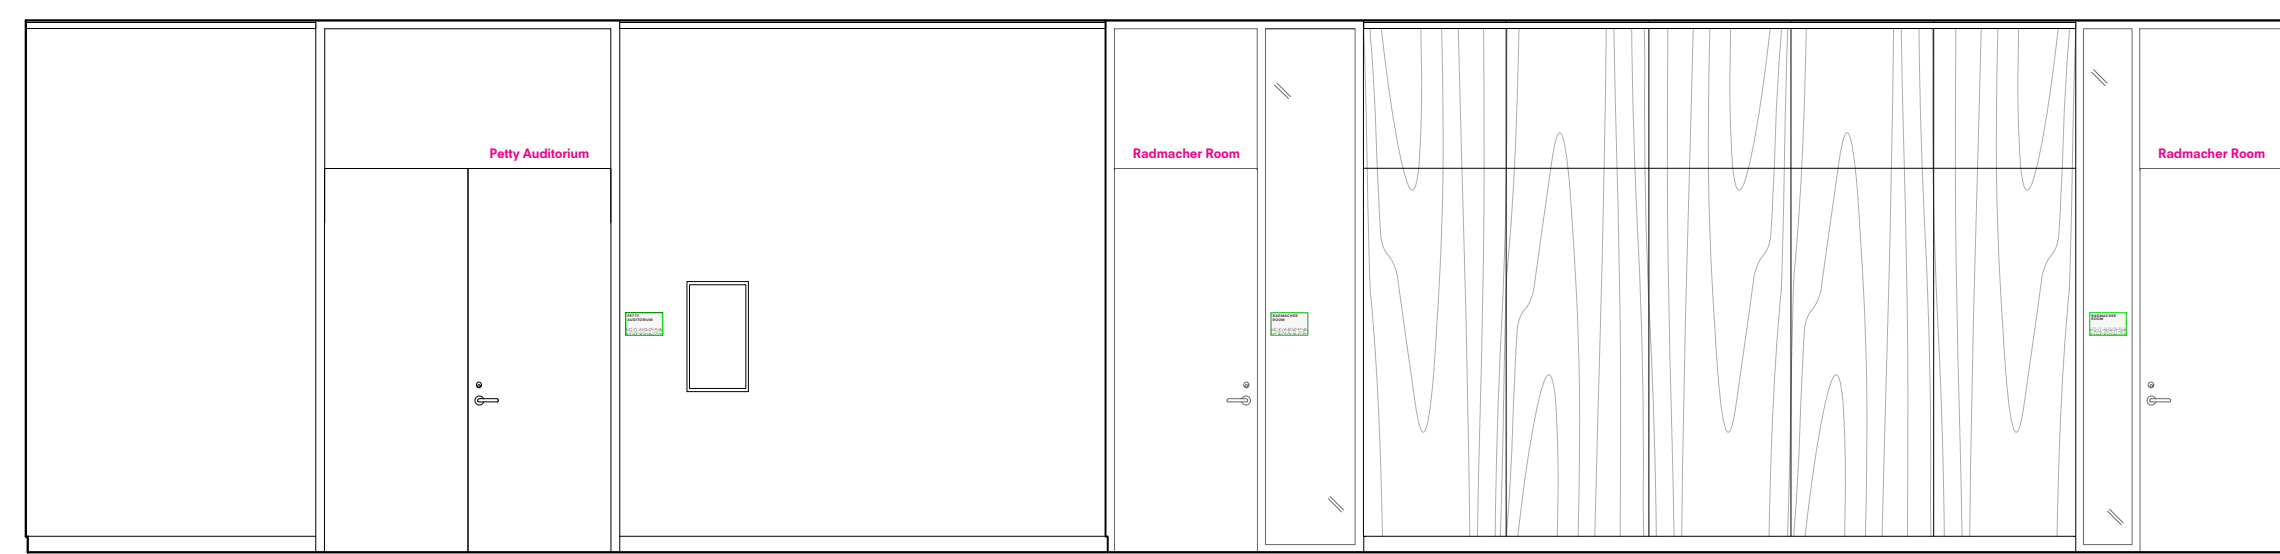 Petty Auditorium
Radmacher Room
Radmacher Room
PETTY
AUDITORIUM
RADMACHER
ROOM
RADMACHER
ROOM